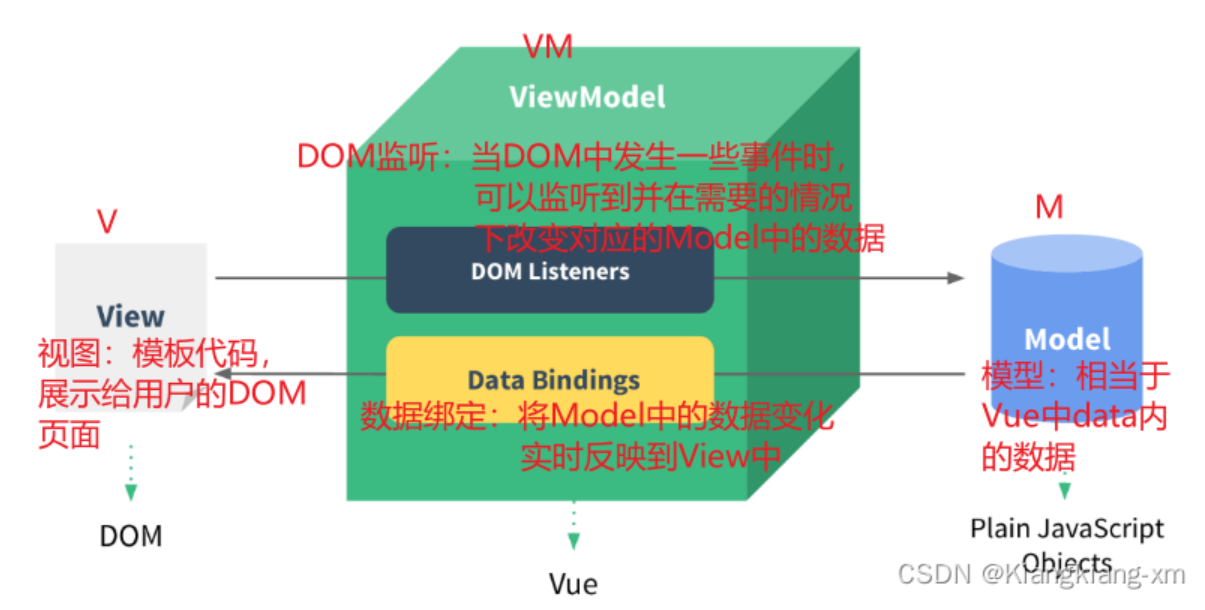 VM
ViewModel
DOM监听：当DOM中发生一些事件时，
可以监听到并在需要的情况
下改变对应的Model中的数据
V
M
DOM Listeners
View
Model
视图：模板代码，
展示给用户的DOM
页面
Data Bindings
数据绑定：将Model中的数据变化
实时反映到View中
模型：相当于
Vue中data内
的数据
DOM
Vue
Plain JavaScript
Objects
CSDN @Kiangkiang-xm